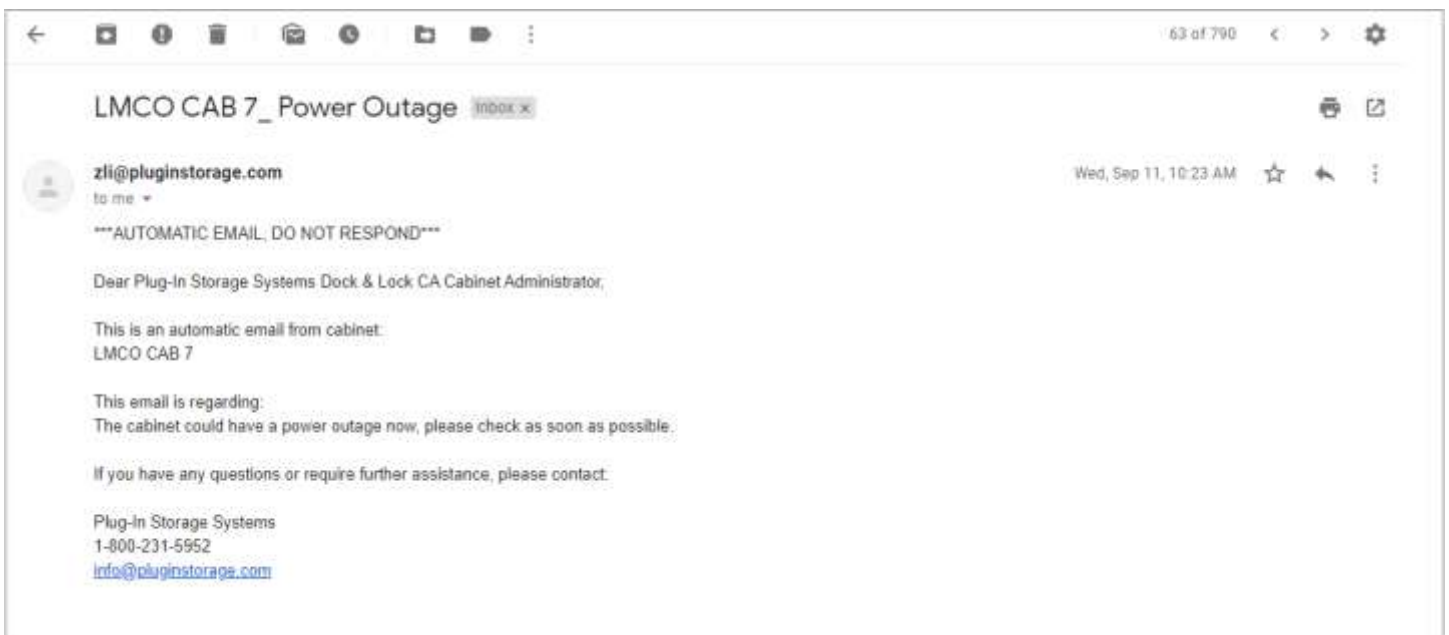 63 of 790
LMCO CAB 7_ Power Outage Inbox x
zli@pluginstorage.com
Wed, Sep 11, 10:23 AM
to me
***AUTOMATIC EMAIL, DO NOT RESPOND***
Dear Plug-In Storage Systems Dock & Lock CA Cabinet Administrator,
This is an automatic email from cabinet:
LMCO CAB 7
This email is regarding:
The cabinet could have a power outage now, please check as soon as possible.
If you have any questions or require further assistance, please contact:
Plug-In Storage Systems
1-800-231-5952
info@pluginstorage.com